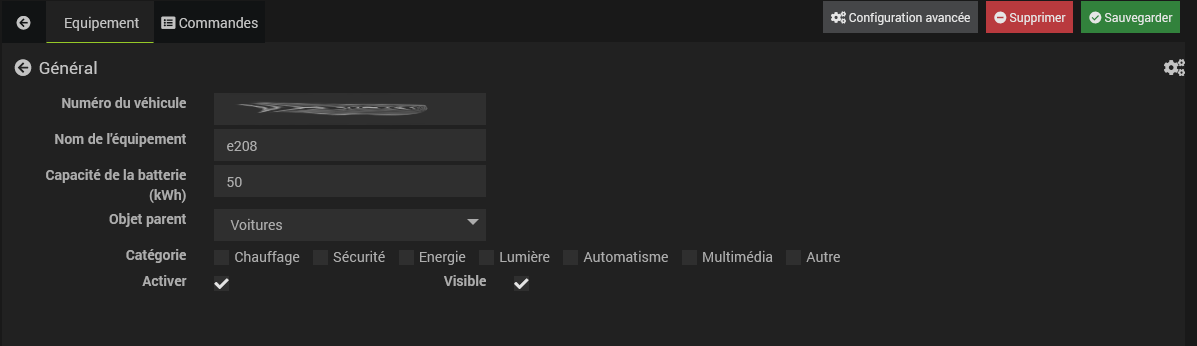 Equipement
Commandes
Configuration avancée
Supprimer
Sauvegarder
Général
Numéro du véhicule
Nom de l'équipement
e208
Capacité de la batterie
(kWh)
50
Objet parent
Voitures
Catégorie
Chauffage
Sécurité
Energie
Lumière
Automatisme
Multimédia
Autre
Activer
Visible